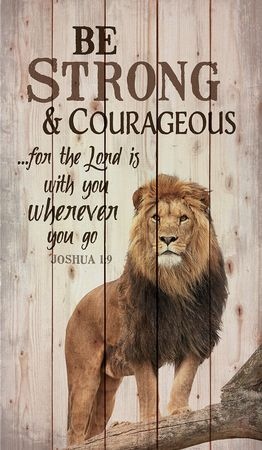 BE
STRONG
& COURAGEOUS
...for the Lord is
with you
wherever
you go
JOSHUA 1:9